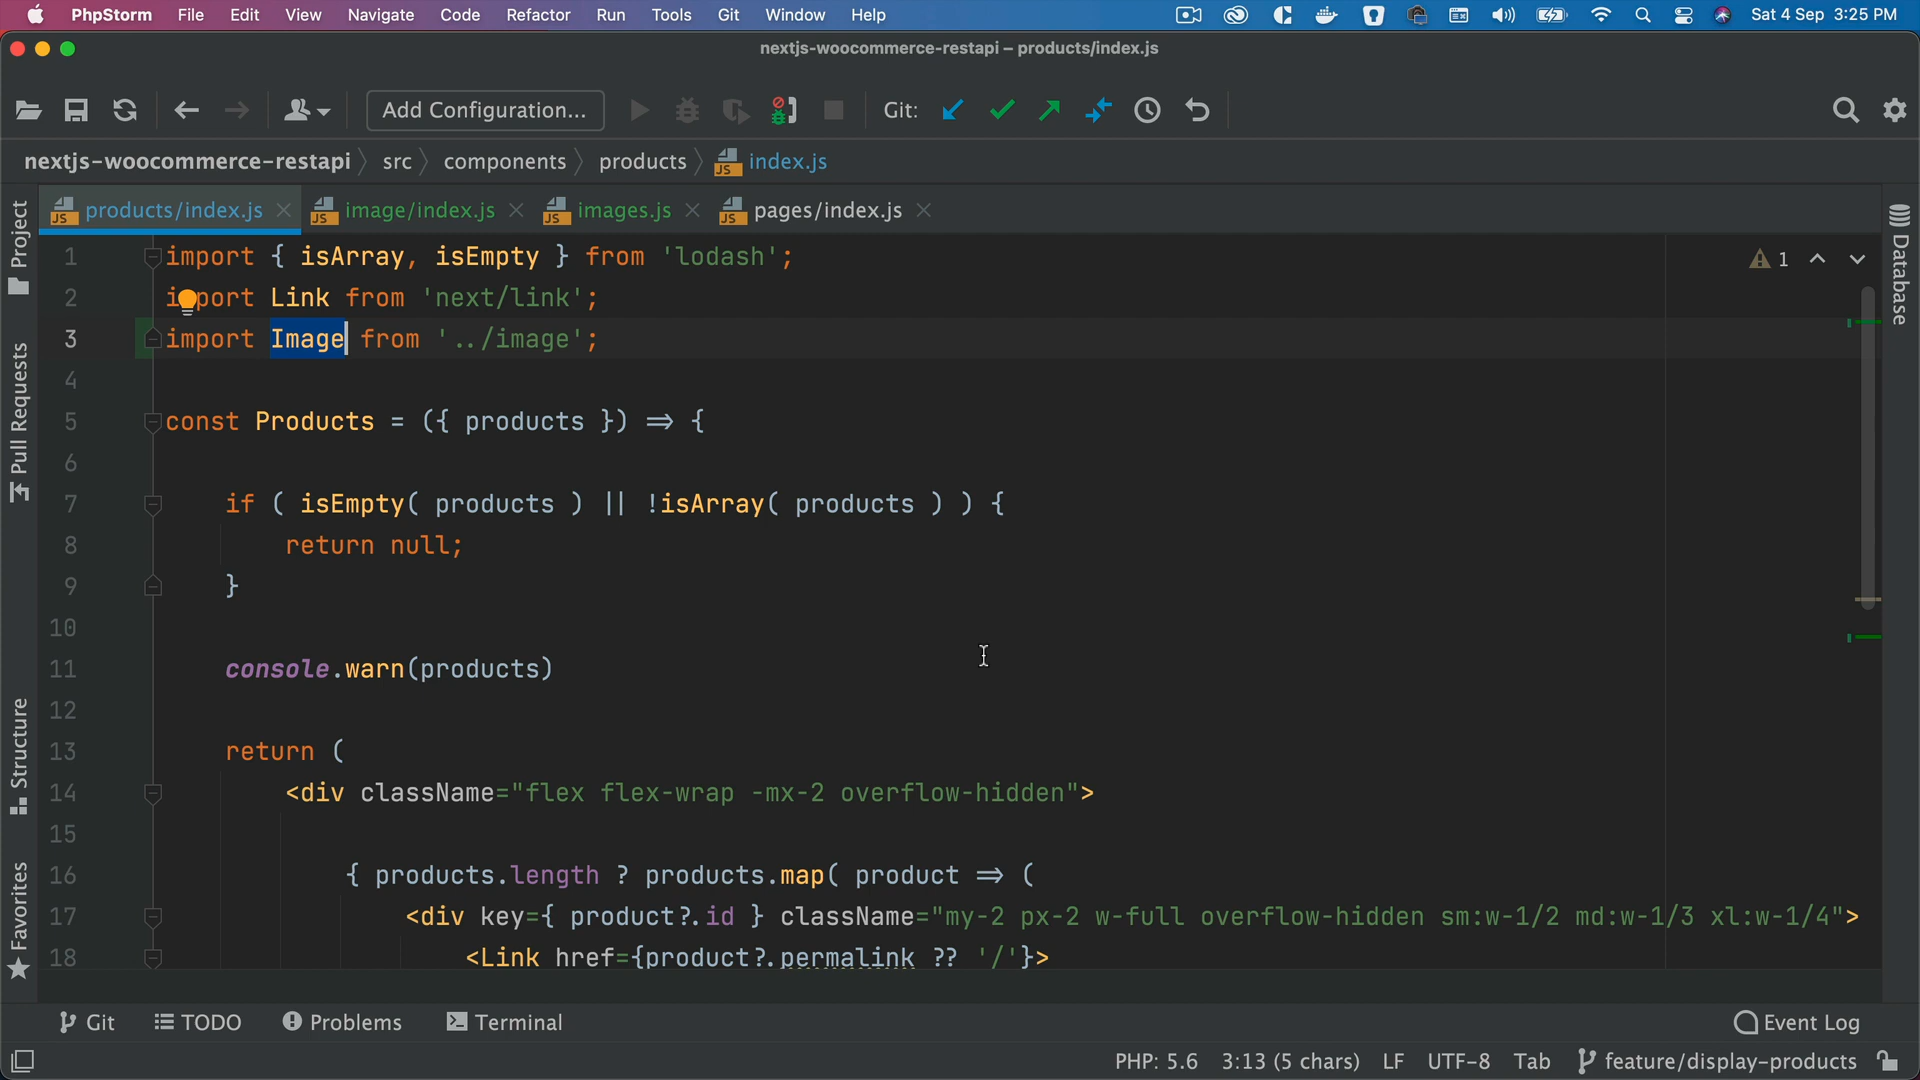 PhpStorm File Edit View Navigate Code Refactor Run Tools Git Window Help Sat 4 Sep 3:25 PM
nextjs-woocommerce-restapi – products/index.js
Add Configuration... Git:
nextjs-woocommerce-restapi src components products index.js
products/index.js image/index.js images.js pages/index.js
Project
Pull Requests
Structure
Favorites
Database
1
1 import { isArray, isEmpty } from 'lodash';
2 import Link from 'next/link';
3 import Image from '../image';
4
5 const Products = ({ products }) ⇒ {
6
7 if ( isEmpty( products ) || !isArray( products ) ) {
8 return null;
9 }
10
11 console.warn(products)
12
13 return (
14 <div className="flex flex-wrap -mx-2 overflow-hidden">
15
16 { products.length ? products.map( product ⇒ (
17 <div key={ product?.id } className="my-2 px-2 w-full overflow-hidden sm:w-1/2 md:w-1/3 xl:w-1/4">
18 <Link href={product?.permalink ?? '/'}>
Git TODO Problems Terminal Event Log
PHP: 5.6 3:13 (5 chars) LF UTF-8 Tab feature/display-products